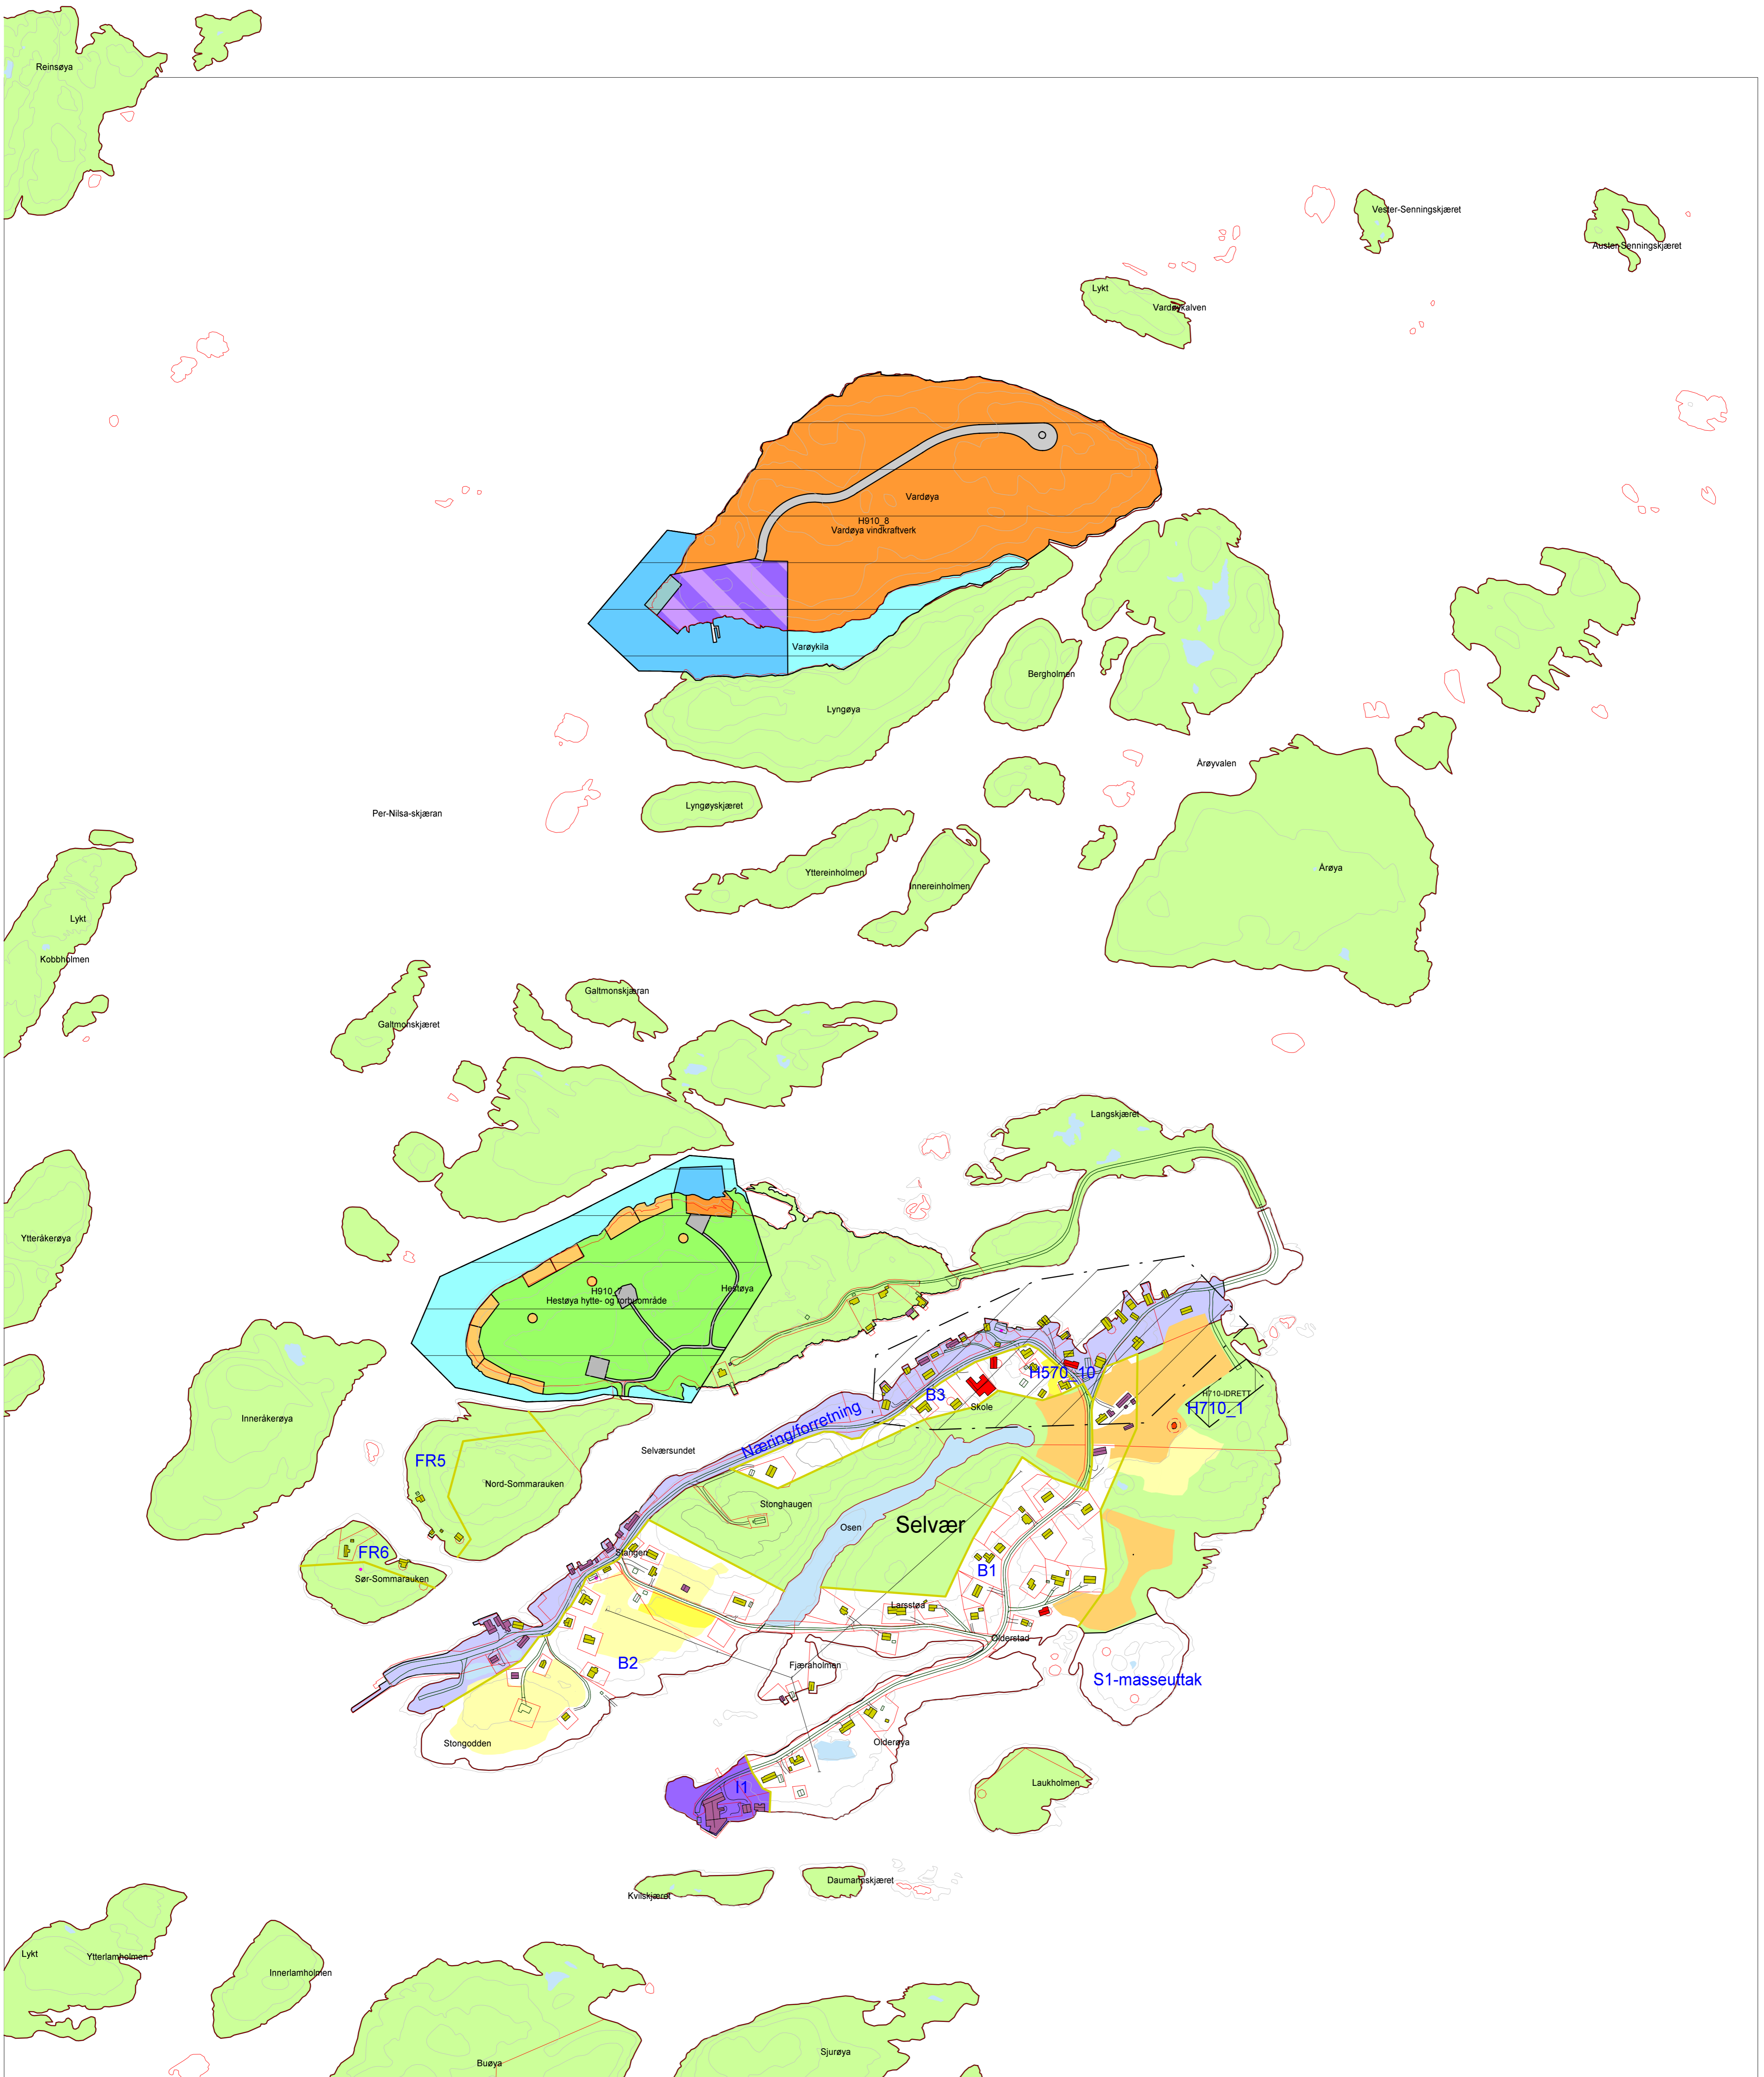 Reinsøya
Vester-Senningskjæret
Auster-Senningskjæret
Lykt
Vardøykalven
Vardøya
H910_8
Vardøya vindkraftverk
Varøykila
Bergholmen
Lyngøya
Årøyvalen
Lyngøyskjæret
Per-Nilsa-skjæran
Årøya
Yttereinholmen
Innereinholmen
Lykt
Kobbholmen
Galtmonskjæran
Galtmonskjæret
Langskjæret
Ytteråkerøya
Hestøya
H910_7
Hestøya hytte- og rorbuområde
H570_10
B3
H710-IDRETT
H710_1
Skole
Næring/forretning
Inneråkerøya
Selværsundet
FR5
Nord-Sommarauken
Stonghaugen
Selvær
Osen
Stangen
FR6
Sør-Sommarauken
B1
Larsstøa
Olderstad
B2
Fjæraholmen
S1-masseuttak
Stongodden
Olderøya
Laukholmen
I1
Daumannskjæret
Kvilskjæret
Lykt
Ytterlamholmen
Innerlamholmen
Sjurøya
Buøya